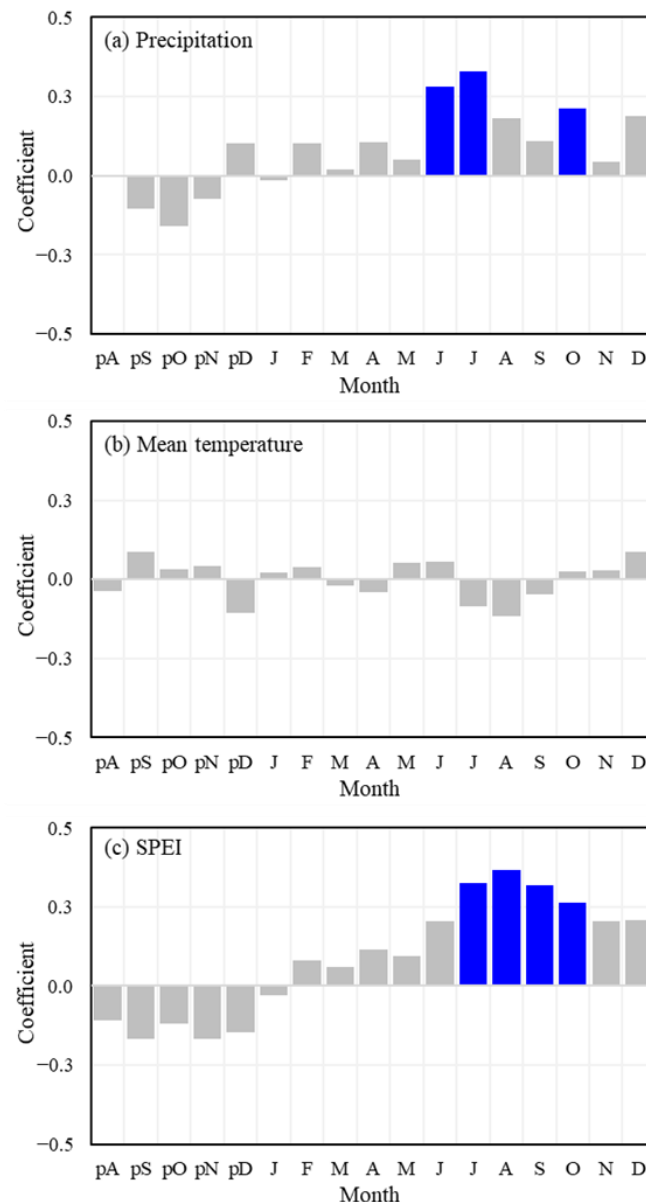 0.5
(a) Precipitation
0.3
0.0
−0.3
−0.5
Coefficient
pA pS pO pN pD J F M A M J J A S O N D
Month
0.5
(b) Mean temperature
0.3
0.0
−0.3
−0.5
Coefficient
pA pS pO pN pD J F M A M J J A S O N D
Month
0.5
(c) SPEI
0.3
0.0
−0.3
−0.5
Coefficient
pA pS pO pN pD J F M A M J J A S O N D
Month